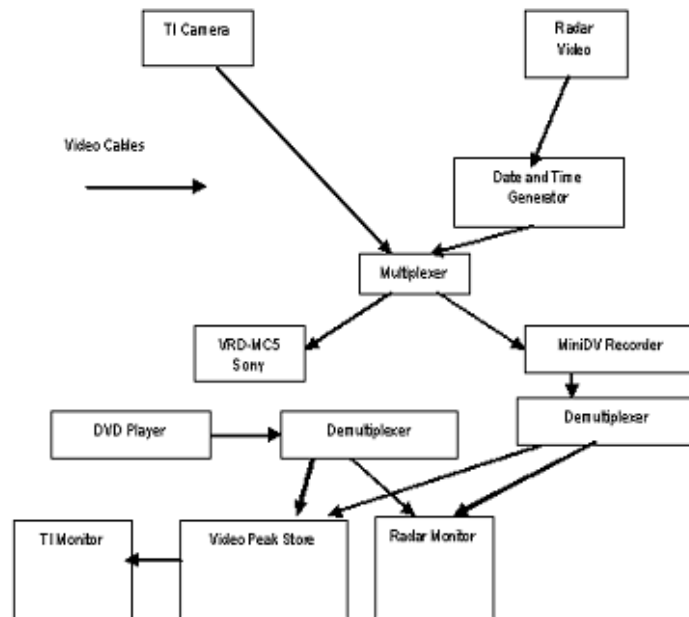 TI Camera
Radar
Video
Video Cables
Date and Time
Generator
Multiplexer
VRD-MC5
Sony
MiniDV Recorder
DVD Player
Demultiplexer
Demultiplexer
TI Monitor
Video Peak Store
Radar Monitor